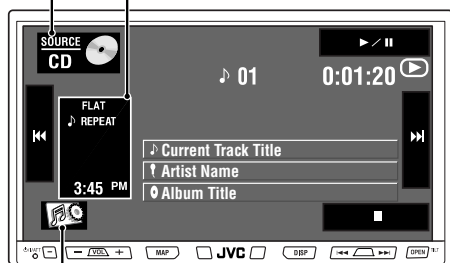 SOURCE
CD
♪ 01 0:01:20
FLAT
♪ REPEAT
Current Track Title
Artist Name
Album Title
3:45 PM
VOL
MAP
JVC
DISP
OPEN TILT